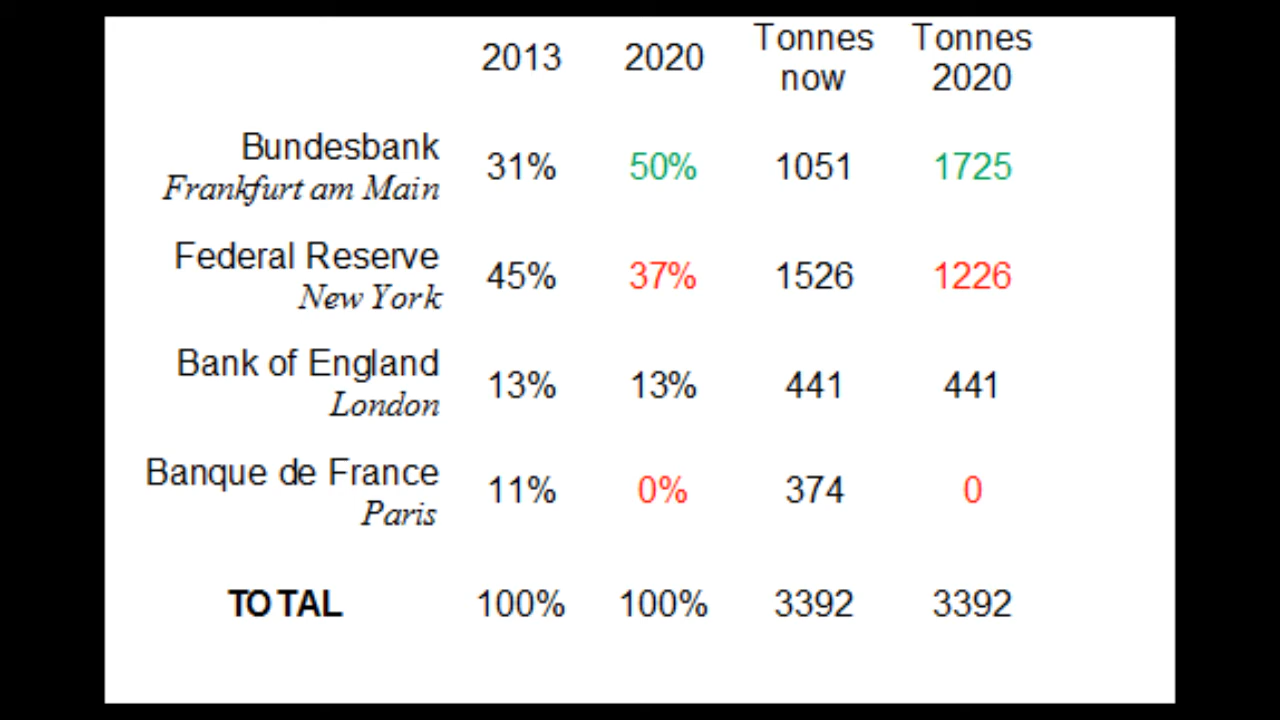 2013 2020 Tonnes now Tonnes 2020
Bundesbank
Frankfurt am Main 31% 50% 1051 1725
Federal Reserve
New York 45% 37% 1526 1226
Bank of England
London 13% 13% 441 441
Banque de France
Paris 11% 0% 374 0
TOTAL 100% 100% 3392 3392